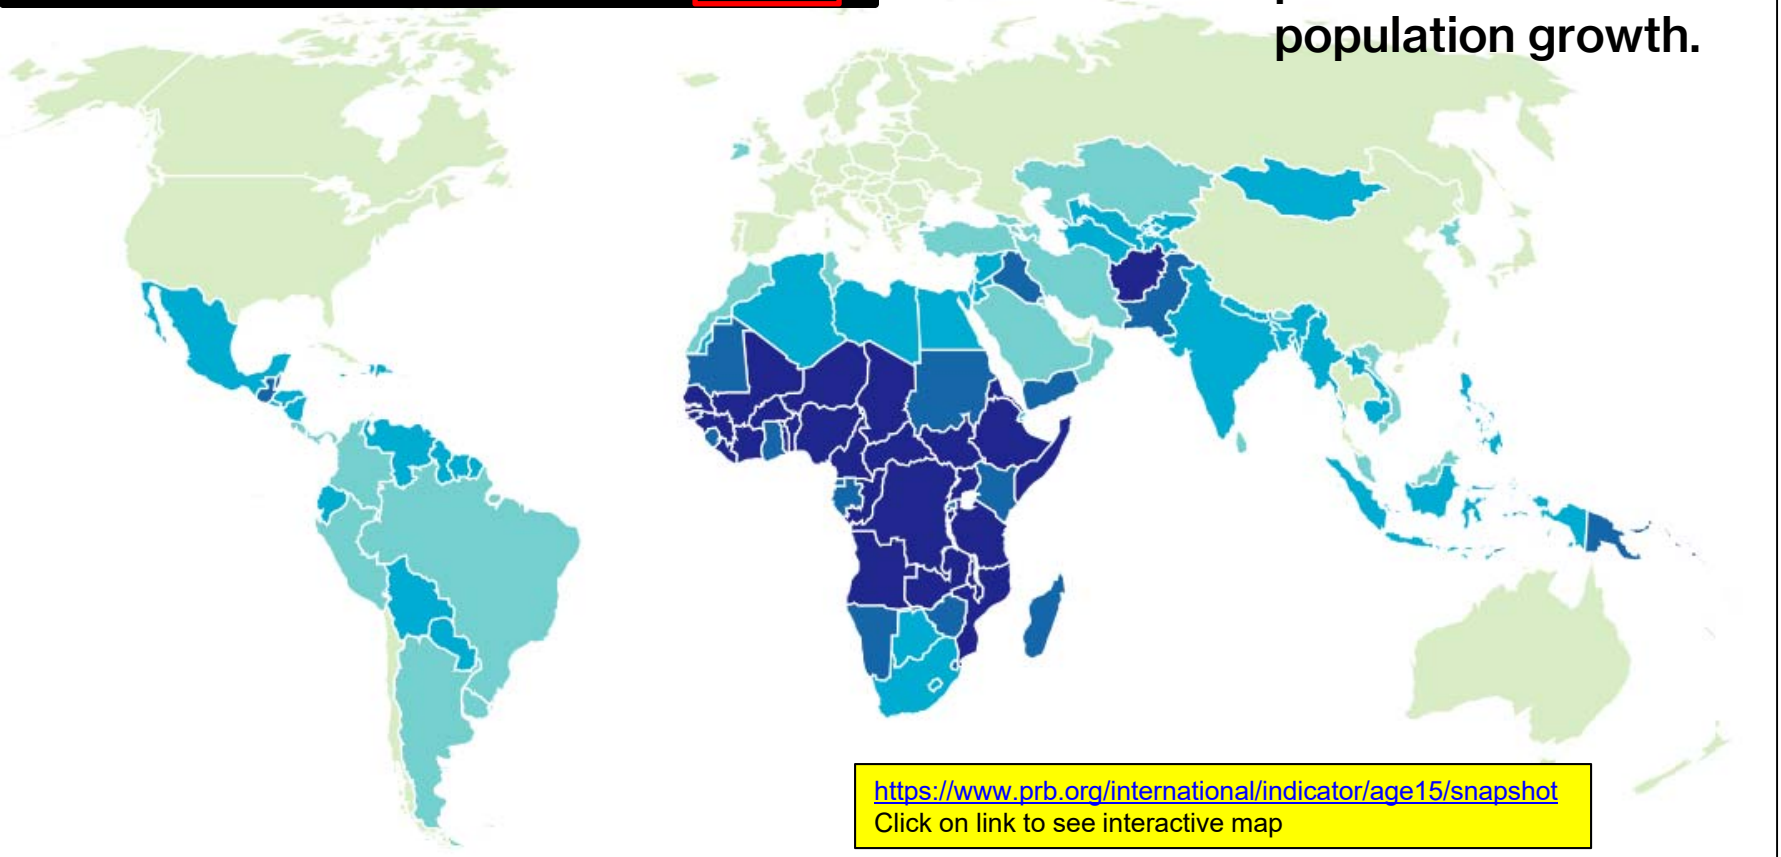 population growth.
https://www.prb.org/international/indicator/age15/snapshot
Click on link to see interactive map